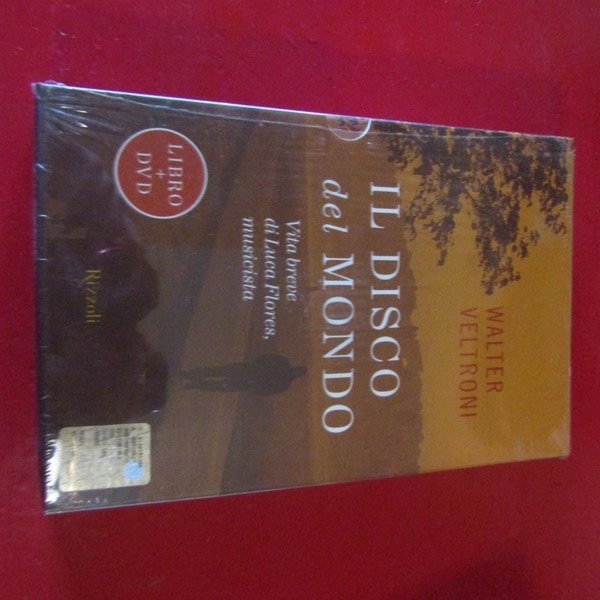 WALTER
VELTRONI
IL DISCO
del MONDO
Vita breve
di Luca Flores,
musicista
LIBRO
+
DVD
Rizzoli